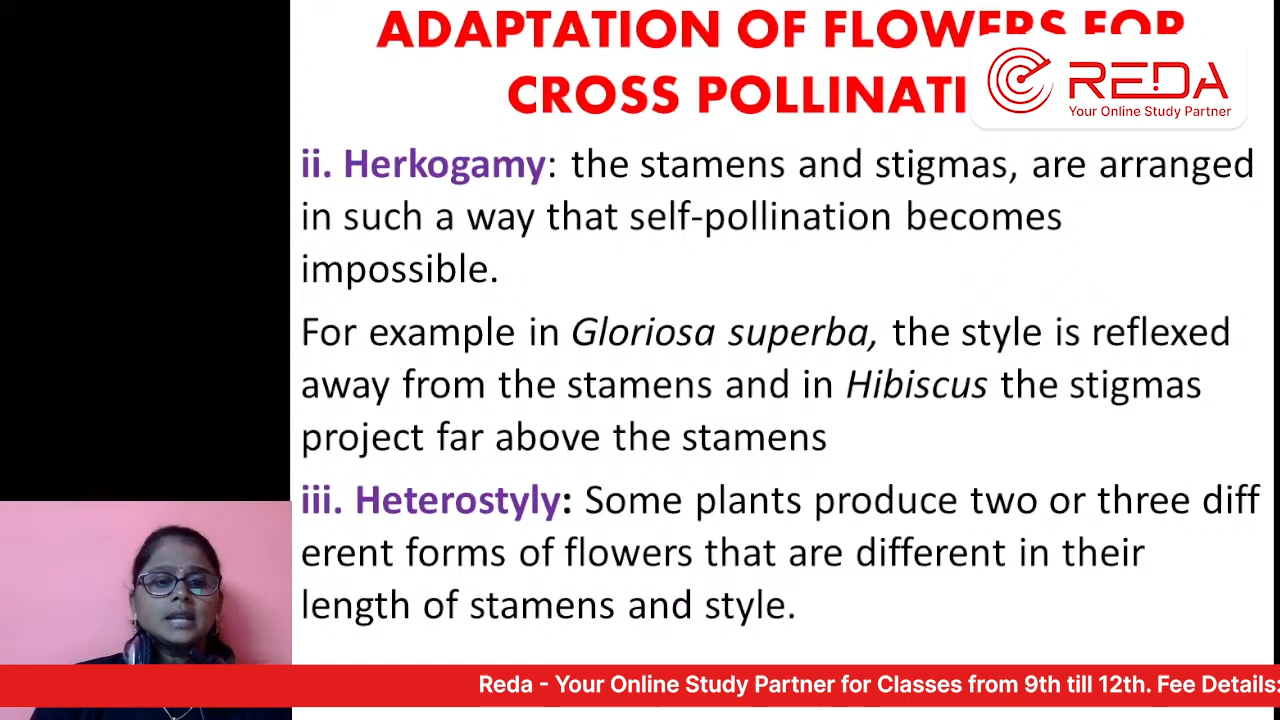 ADAPTATION OF FLOWERS FOR
CROSS POLLINATI
REDA
Your Online Study Partner
ii. Herkogamy: the stamens and stigmas, are arranged
in such a way that self-pollination becomes
impossible.
For example in Gloriosa superba, the style is reflexed
away from the stamens and in Hibiscus the stigmas
project far above the stamens
iii. Heterostyly: Some plants produce two or three diff
erent forms of flowers that are different in their
length of stamens and style.
Reda - Your Online Study Partner for Classes from 9th till 12th. Fee Details: